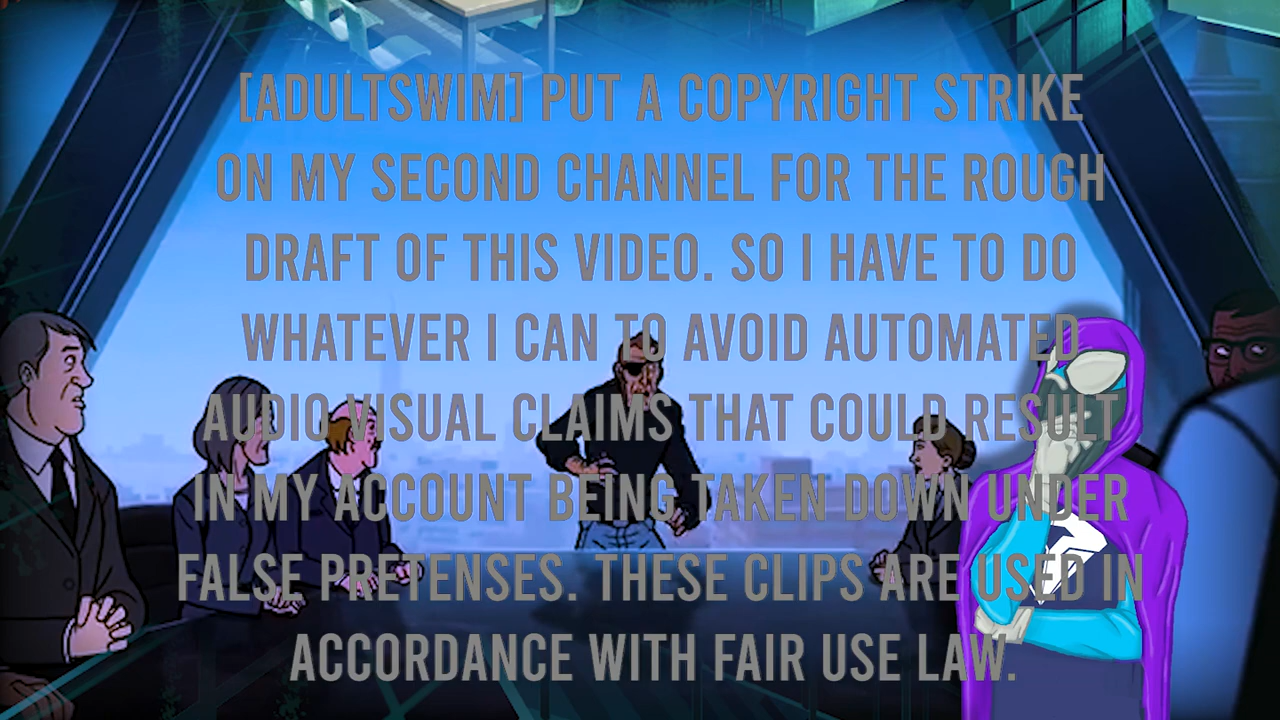 [ADULTSWIM] PUT A COPYRIGHT STRIKE
ON MY SECOND CHANNEL FOR THE ROUGH
DRAFT OF THIS VIDEO. SO I HAVE TO DO
WHATEVER I CAN TO AVOID AUTOMATED
AUDIO VISUAL CLAIMS THAT COULD RESULT
IN MY ACCOUNT BEING TAKEN DOWN UNDER
FALSE PRETENSES. THESE CLIPS ARE USED IN
ACCORDANCE WITH FAIR USE LAW.